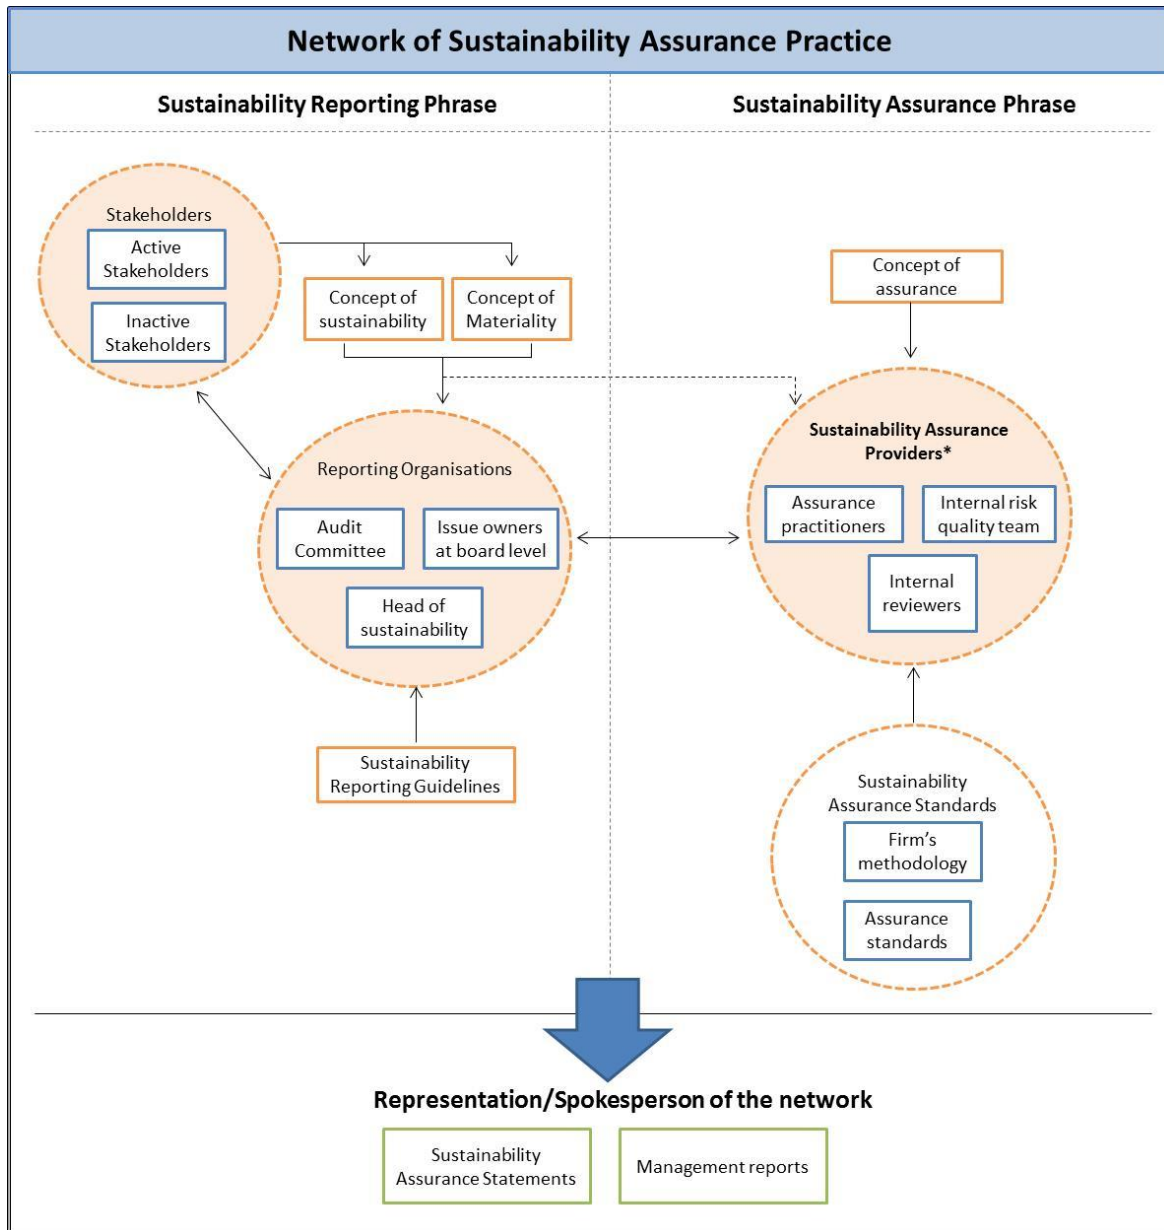 Network of Sustainability Assurance Practice
Sustainability Reporting Phrase
Sustainability Assurance Phrase
Stakeholders
Active
Stakeholders
Inactive
Stakeholders
Concept of
sustainability
Concept of
Materiality
Concept of
assurance
Reporting Organisations
Audit
Committee
Issue owners
at board level
Head of
sustainability
Sustainability
Reporting Guidelines
Sustainability Assurance
Providers*
Assurance
practitioners
Internal risk
quality team
Internal
reviewers
Sustainability
Assurance Standards
Firm’s
methodology
Assurance
standards
Representation/Spokesperson of the network
Sustainability
Assurance Statements
Management reports